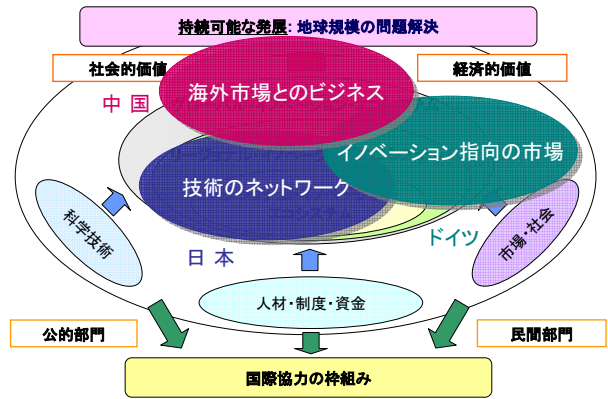 持続可能な発展: 地球規模の問題解決
社会的価値
経済的価値
中 国
海外市場とのビジネス
イノベーション指向の市場
技術のネットワーク
科学技術
日 本
ドイツ
市場・社会
人材・制度・資金
公的部門
民間部門
国際協力の枠組み